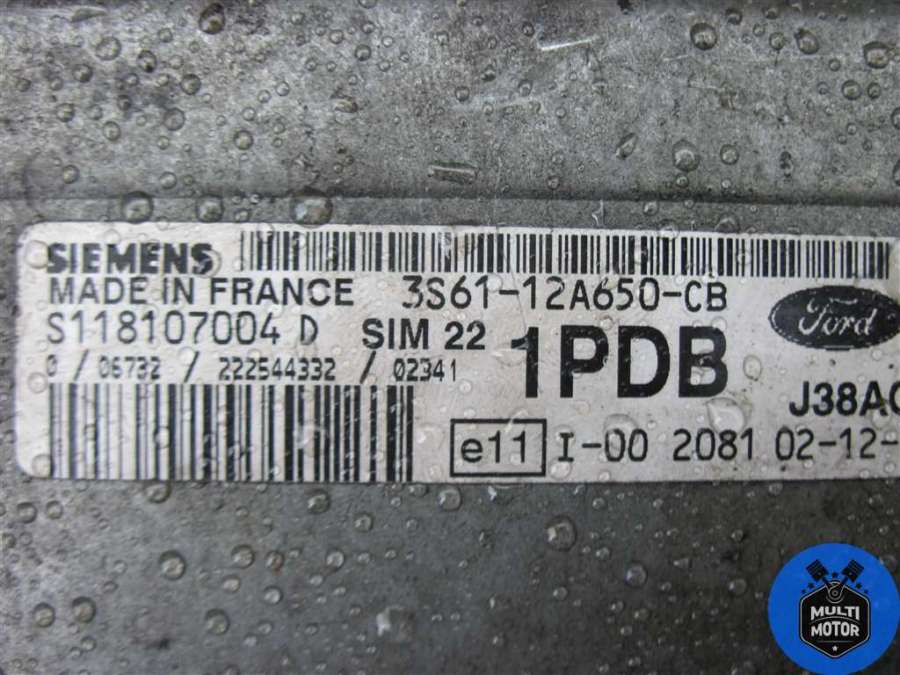 SIEMENS
MADE IN FRANCE 3S61-12A650-CB
S118107004 D SIM 22 1PDB Ford
0 / 06732 / 222544332 / 02341
J38A
e11 I-00 2081 02-12-
MULTI
MOTOR